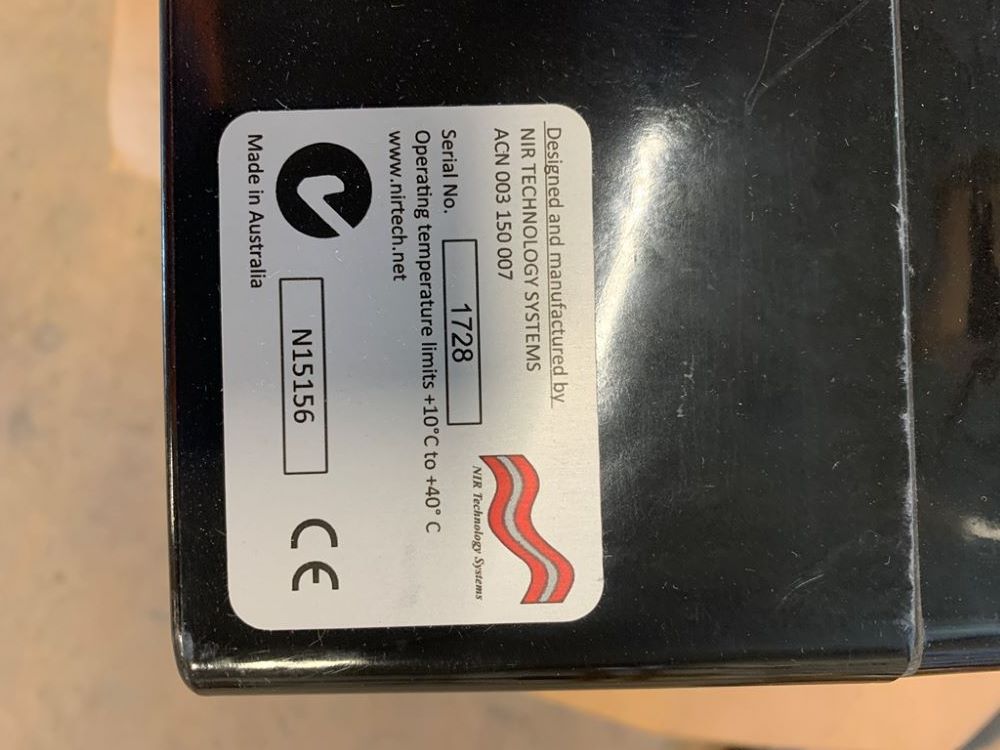 Designed and manufactured by
NIR TECHNOLOGY SYSTEMS
ACN 003 150 007
NIR Technology Systems
Serial No. 1728
Operating temperature limits +10°C to +40° C
www.nirtech.net
N15156
CE
Made in Australia